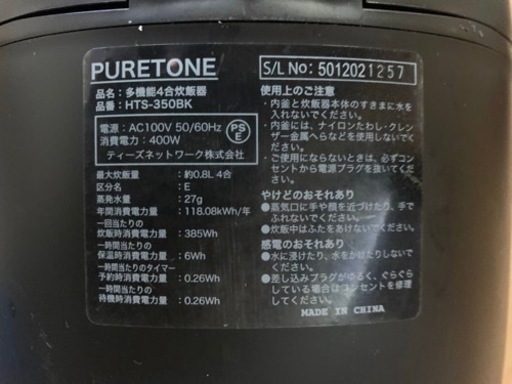 PURETONE
品名: 多機能4合炊飯器
品番: HTS-350BK
電源:AC100V 50/60Hz
消費電力:400W
ティーズネットワーク株式会社
PS
E
最大炊飯量 :約0.8L 4合
区分名 :E
蒸発水量 :27g
年間消費電力量 :118.08kWh/年
一回当たりの
炊飯時消費電力量 :385Wh
一時間当たりの
保温時消費電力量 :6Wh
一時間当たりのタイマー
予約時消費電力量 :0.26Wh
一時間当たりの
待機時消費電力量 :0.26Wh
S/L No: 5012021257
使用上のご注意
・内釜と炊飯器本体のすきまに水を
入れないでください。
・内釜には、ナイロンたわし・クレン
ザー金属へらなどを使用しないで
ください。
・ご使用にならないときは、必ずコン
セントから電源プラグを抜いてくだ
さい。
やけどのおそれあり
●蒸気口に手や顔を近づけたり、手で
ふれないでください。
●炊飯中はふたをあけないでください。
感電のおそれあり
●水に浸けたり、水をかけたりしないで
ください。
●差し込みプラグがゆるく、ぐらぐら
している場合はコンセントを修理
してください。
MADE IN CHINA